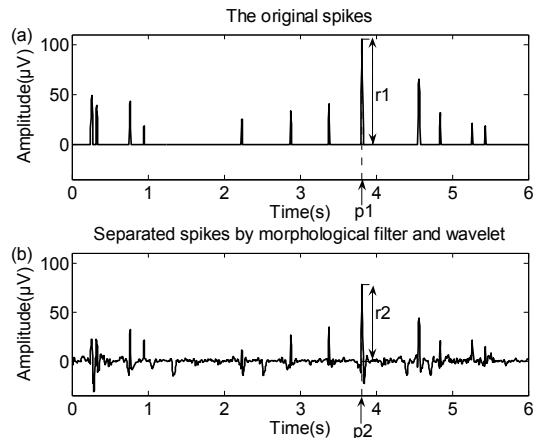 The original spikes
(a)
100
50
0
Amplitude(µV)
r1
0 1 2 3 4 5 6
Time(s)
p1
Separated spikes by morphological filter and wavelet
(b)
100
50
0
Amplitude(µV)
r2
0 1 2 3 4 5 6
Time(s)
p2